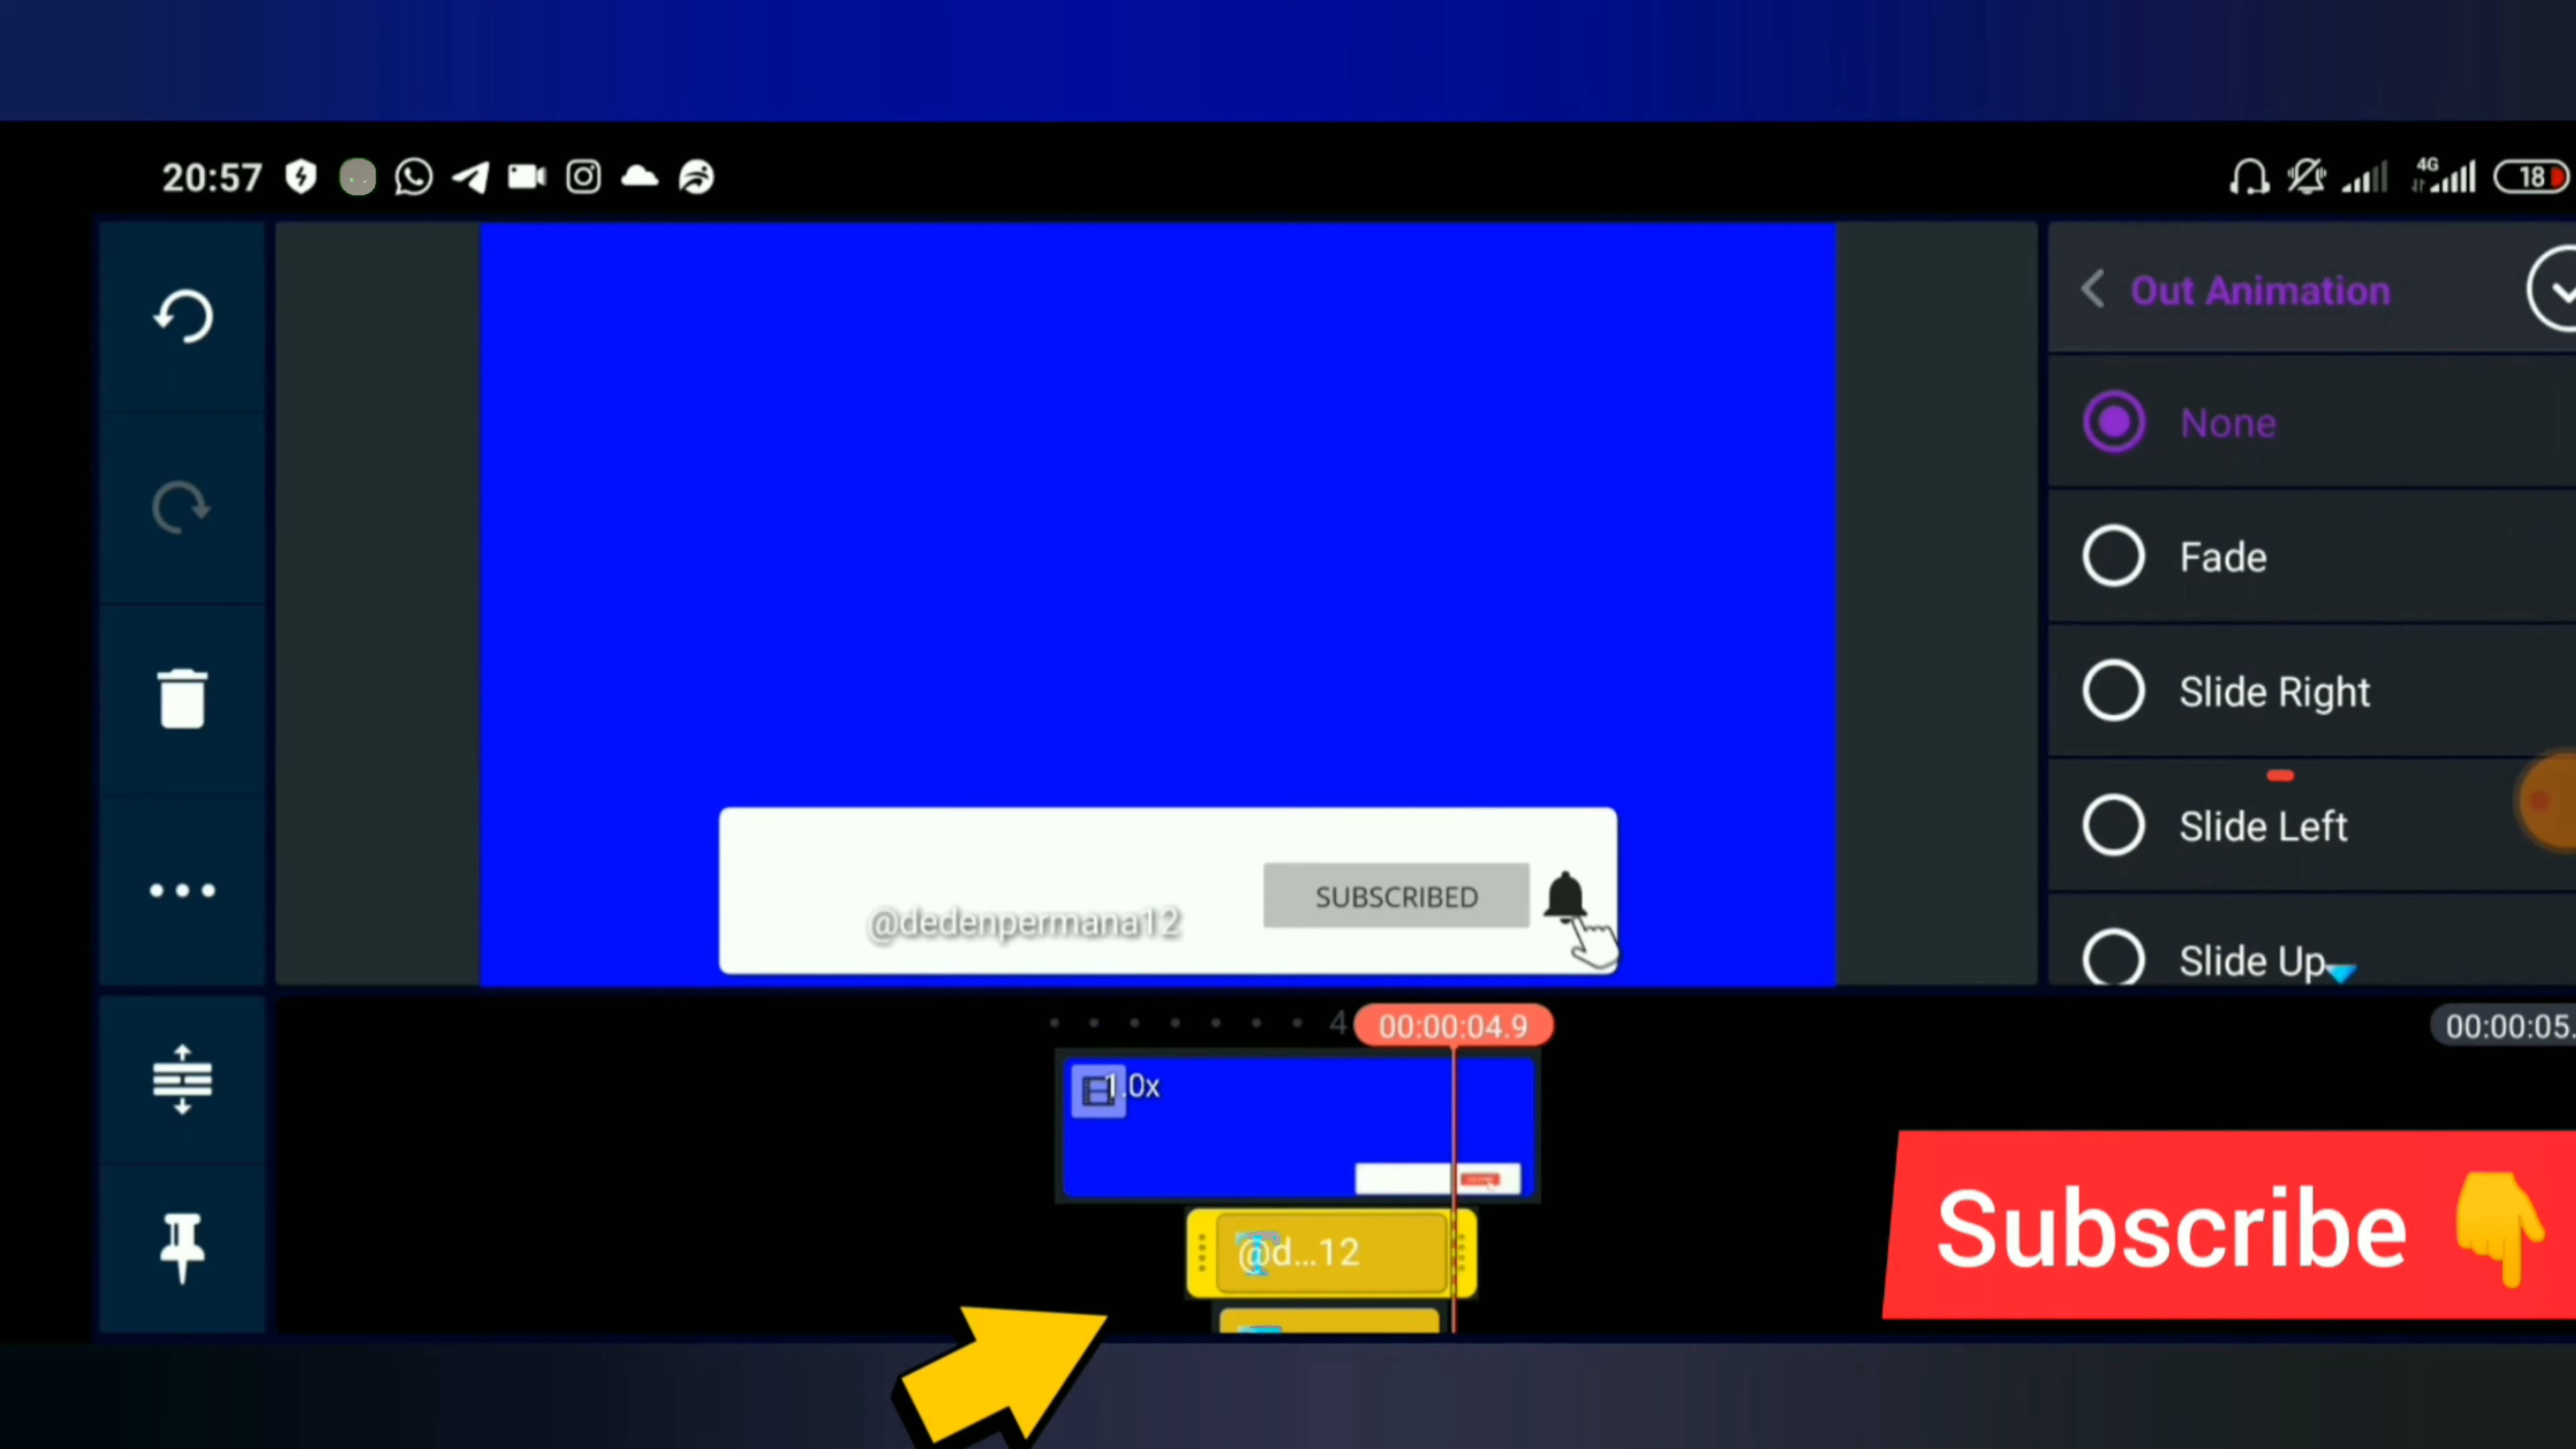 20:57
4G
18
Out Animation
None
Fade
Slide Right
Slide Left
Slide Up
SUBSCRIBED
@dedenpermana12
4
00:00:04.9
00:00:05.
1.0x
@d...12
Subscribe